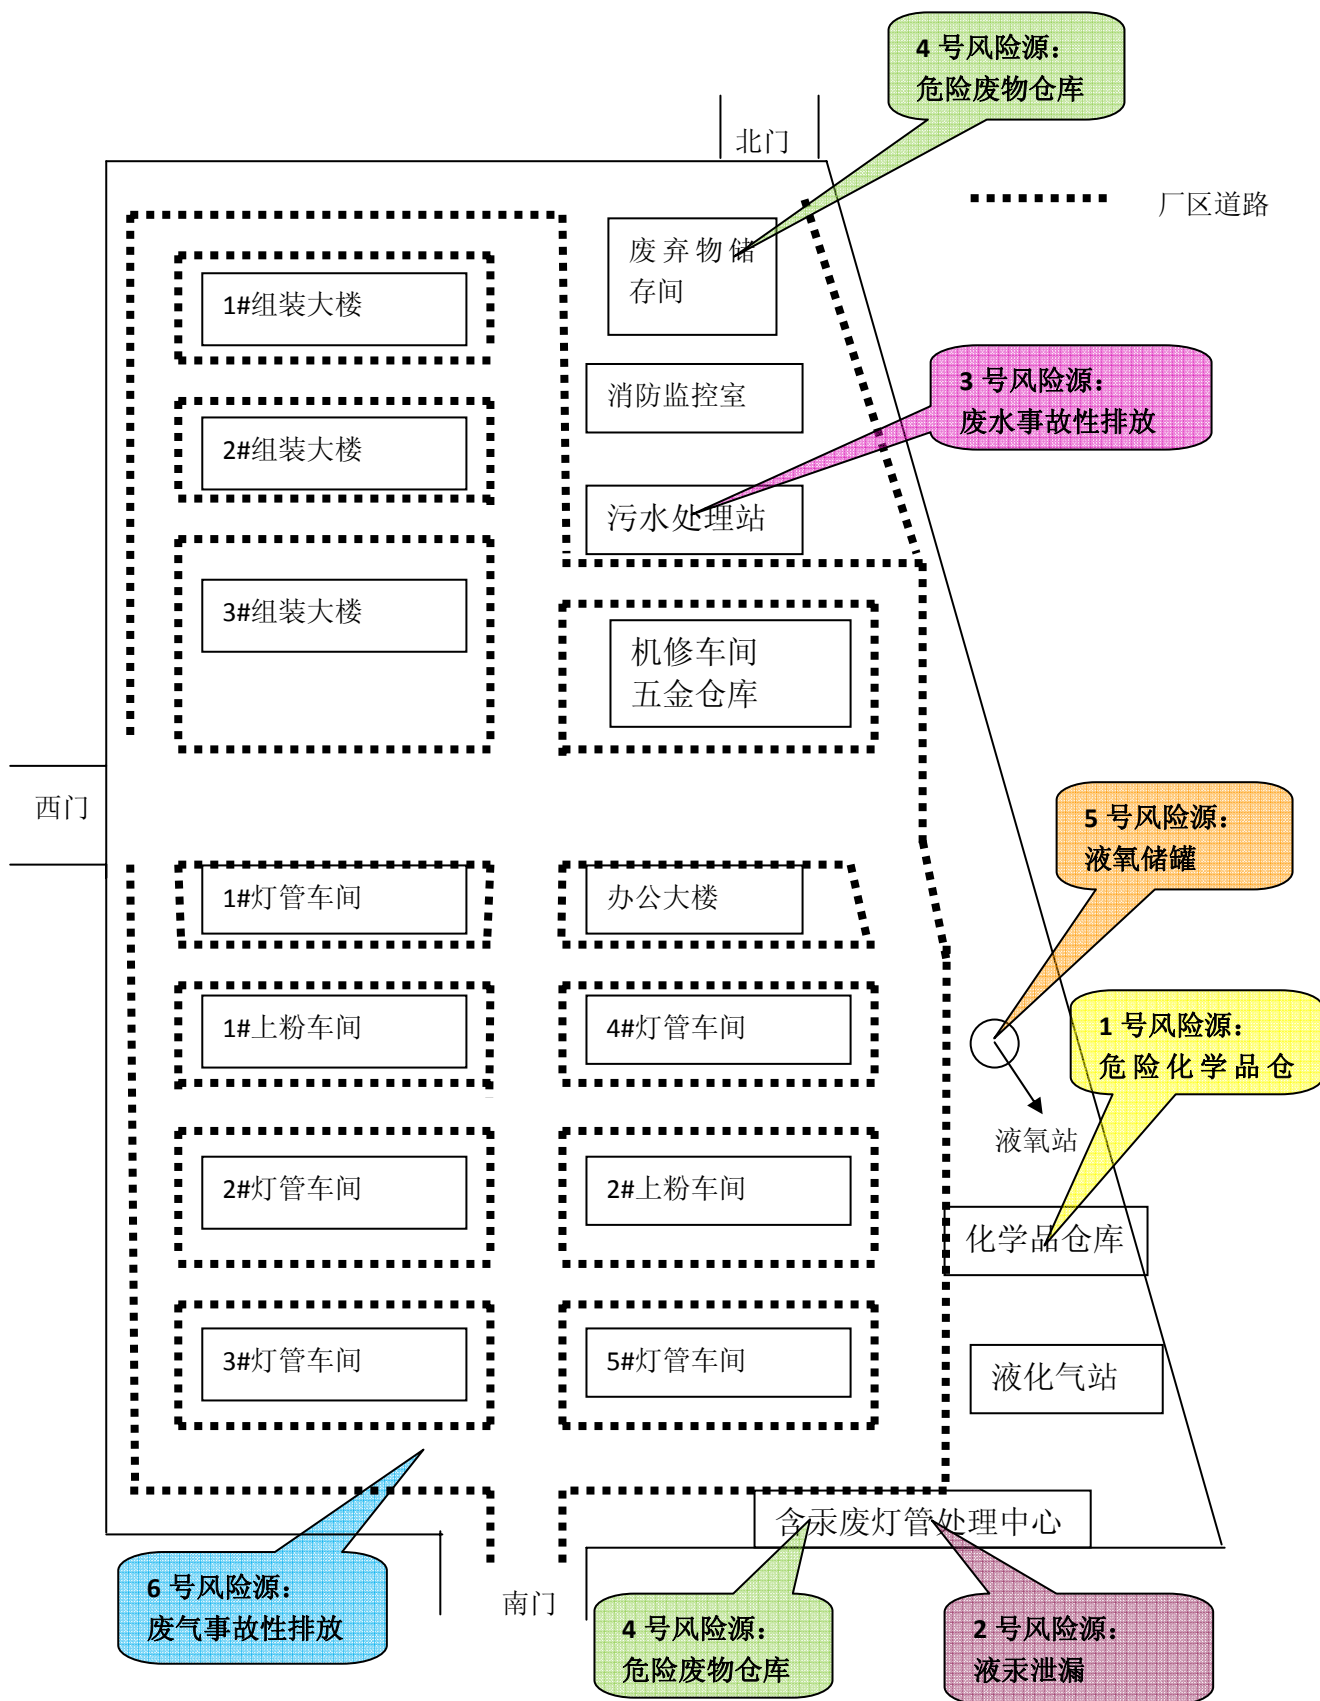 4 号风险源：
危险废物仓库
北门
厂区道路
废弃物储
存间
1#组装大楼
3 号风险源：
废水事故性排放
消防监控室
2#组装大楼
污水处理站
3#组装大楼
机修车间
五金仓库
西门
5 号风险源：
液氧储罐
1#灯管车间
办公大楼
1#上粉车间
4#灯管车间
1 号风险源：
危险化学品仓
液氧站
2#灯管车间
2#上粉车间
化学品仓库
3#灯管车间
5#灯管车间
液化气站
含汞废灯管处理中心
6 号风险源：
废气事故性排放
南门
4 号风险源：
危险废物仓库
2 号风险源：
液汞泄漏